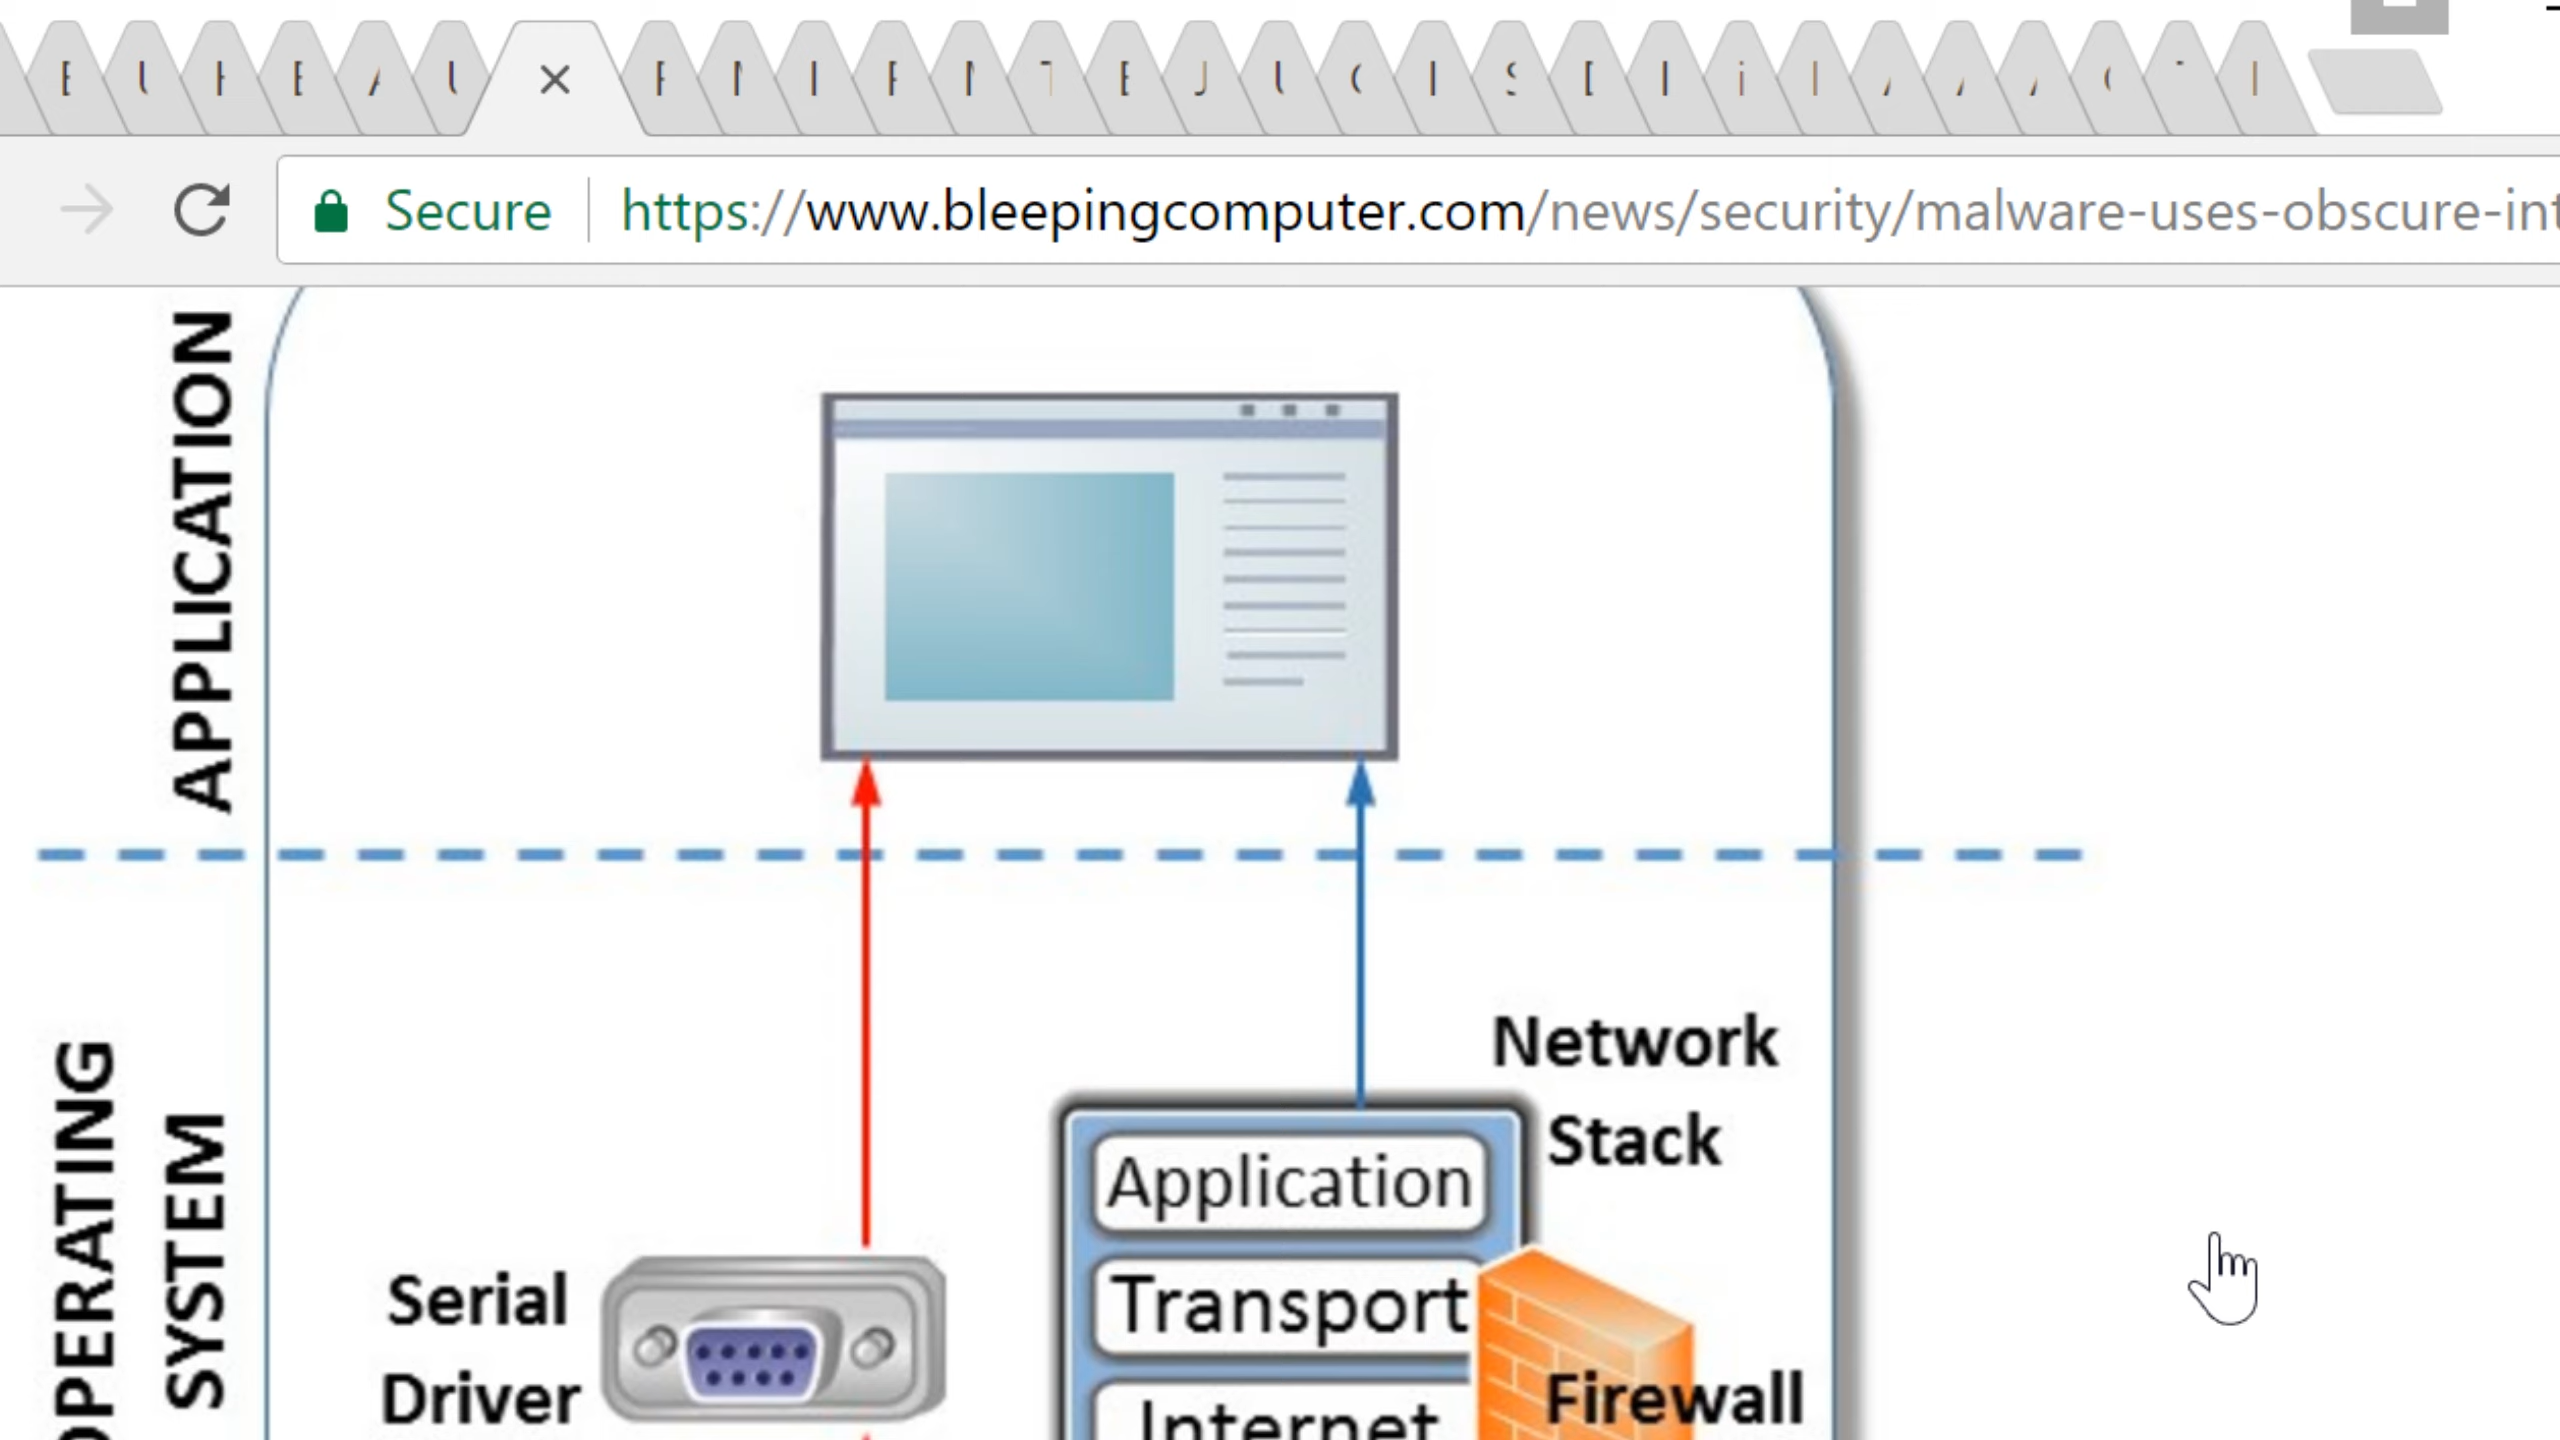 Secure
https://www.bleepingcomputer.com/news/security/malware-uses-obscure-int
APPLICATION
Network
Stack
Application
Serial
Driver
Transport
Firewall
Internet
OPERATING
SYSTEM